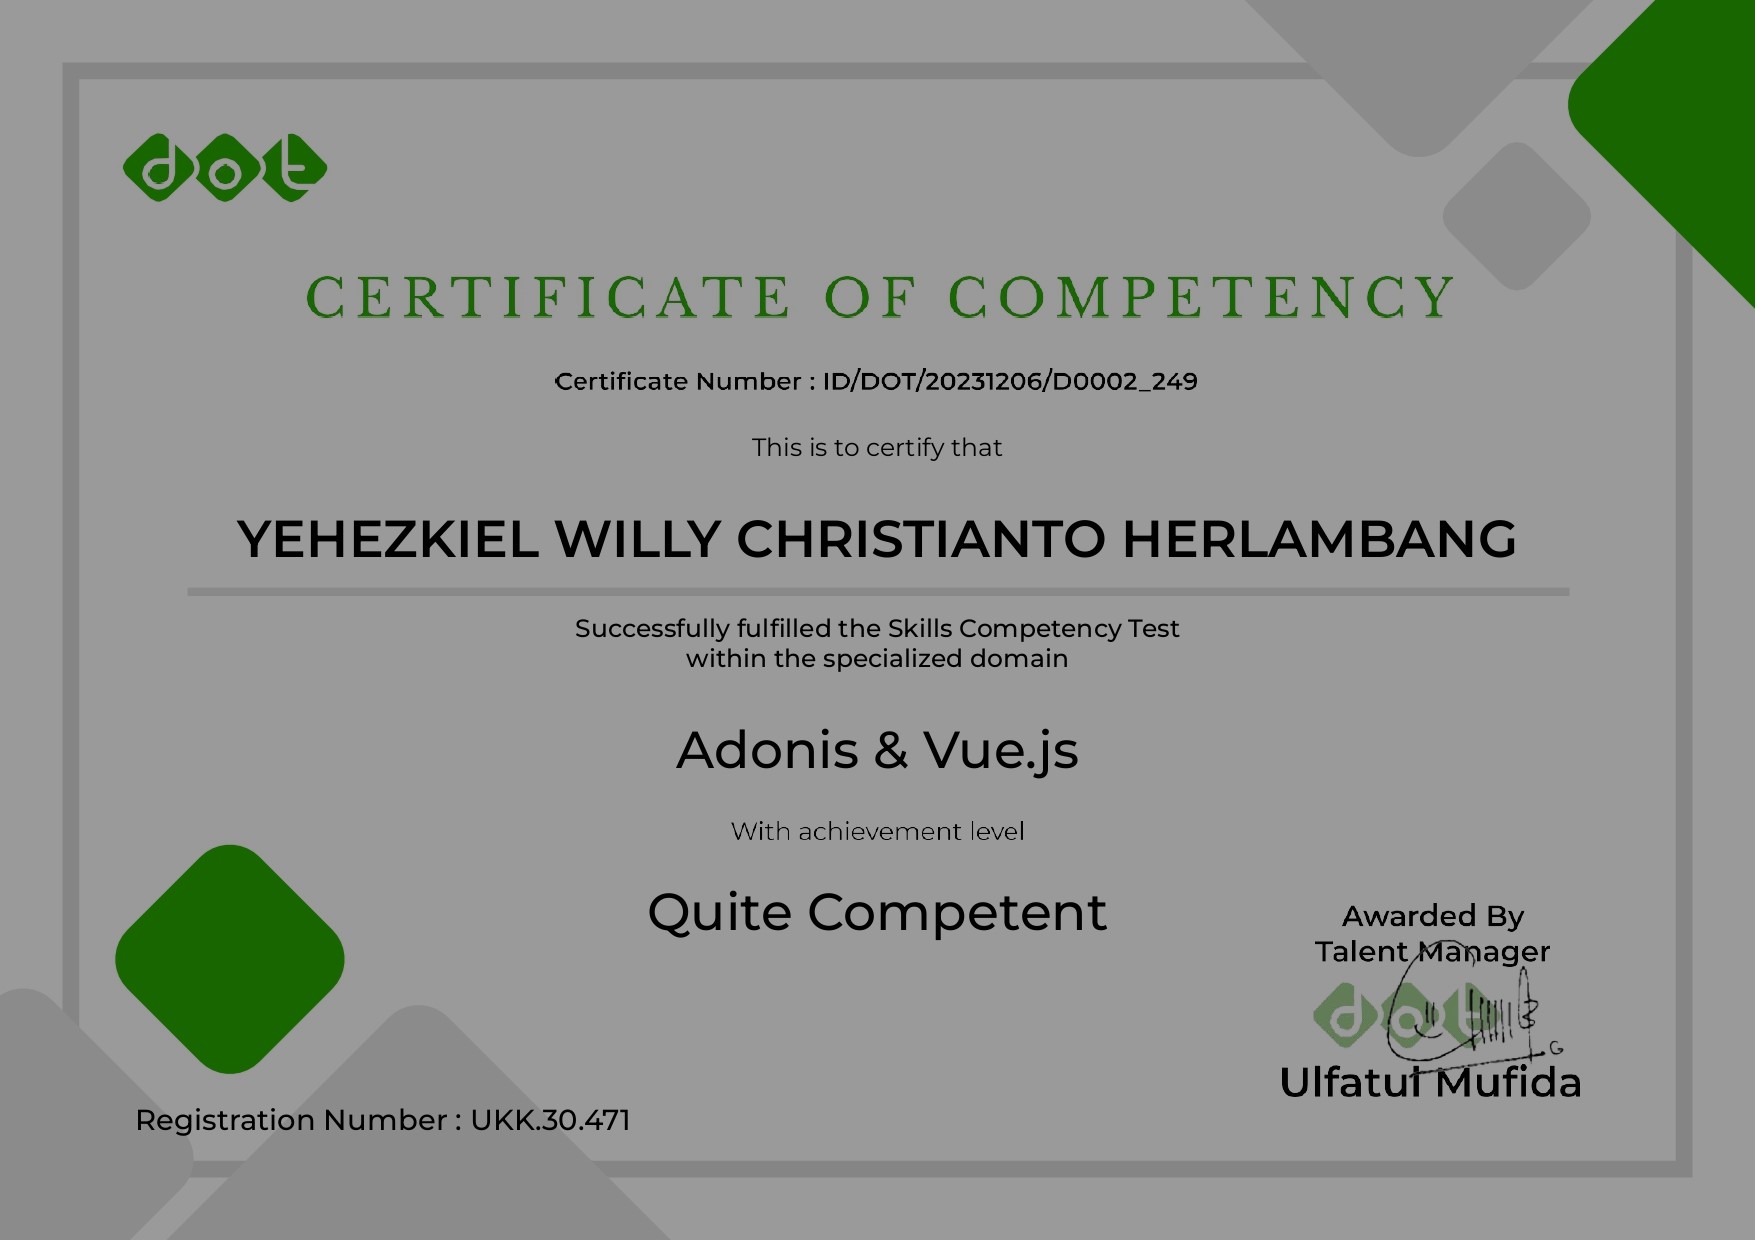 dot
CERTIFICATE OF COMPETENCY
Certificate Number : ID/DOT/20231206/D0002_249
This is to certify that
YEHEZKIEL WILLY CHRISTIANTO HERLAMBANG
Successfully fulfilled the Skills Competency Test
within the specialized domain
Adonis & Vue.js
With achievement level
Quite Competent
Awarded By
Talent Manager
dot
Ulfatul Mufida
Registration Number : UKK.30.471